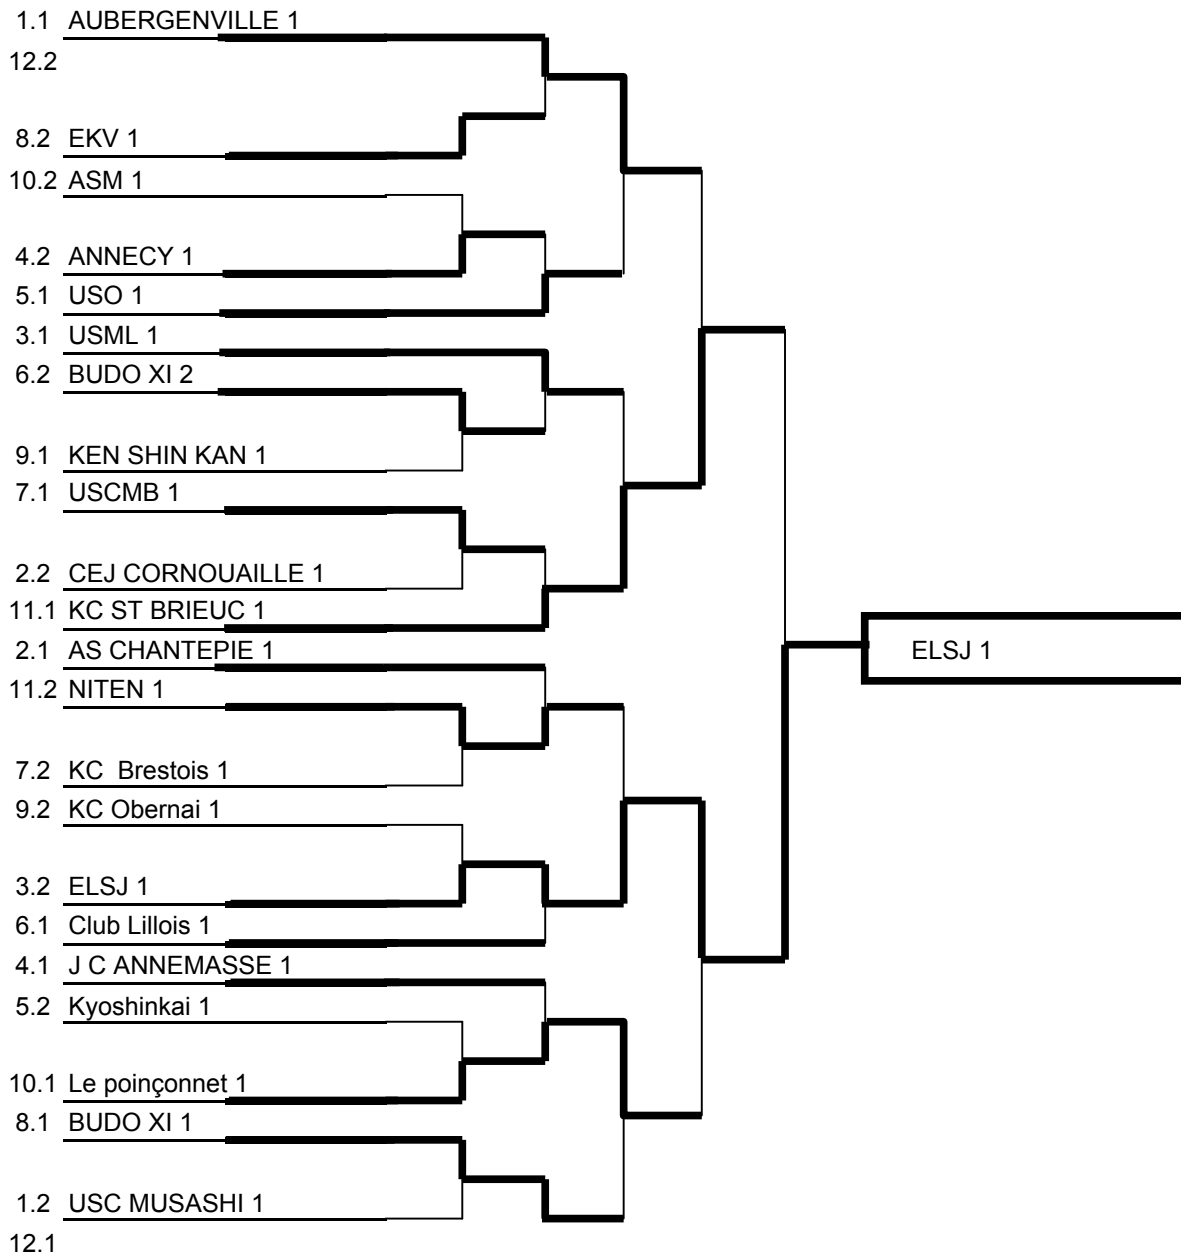 1.1 AUBERGENVILLE 1
12.2
8.2 EKV 1
10.2 ASM 1
4.2 ANNECY 1
5.1 USO 1
3.1 USML 1
6.2 BUDO XI 2
9.1 KEN SHIN KAN 1
7.1 USCMB 1
2.2 CEJ CORNOUAILLE 1
11.1 KC ST BRIEUC 1
2.1 AS CHANTEPIE 1
ELSJ 1
11.2 NITEN 1
7.2 KC  Brestois 1
9.2 KC Obernai 1
3.2 ELSJ 1
6.1 Club Lillois 1
4.1 J C ANNEMASSE 1
5.2 Kyoshinkai 1
10.1 Le poinçonnet 1
8.1 BUDO XI 1
1.2 USC MUSASHI 1
12.1